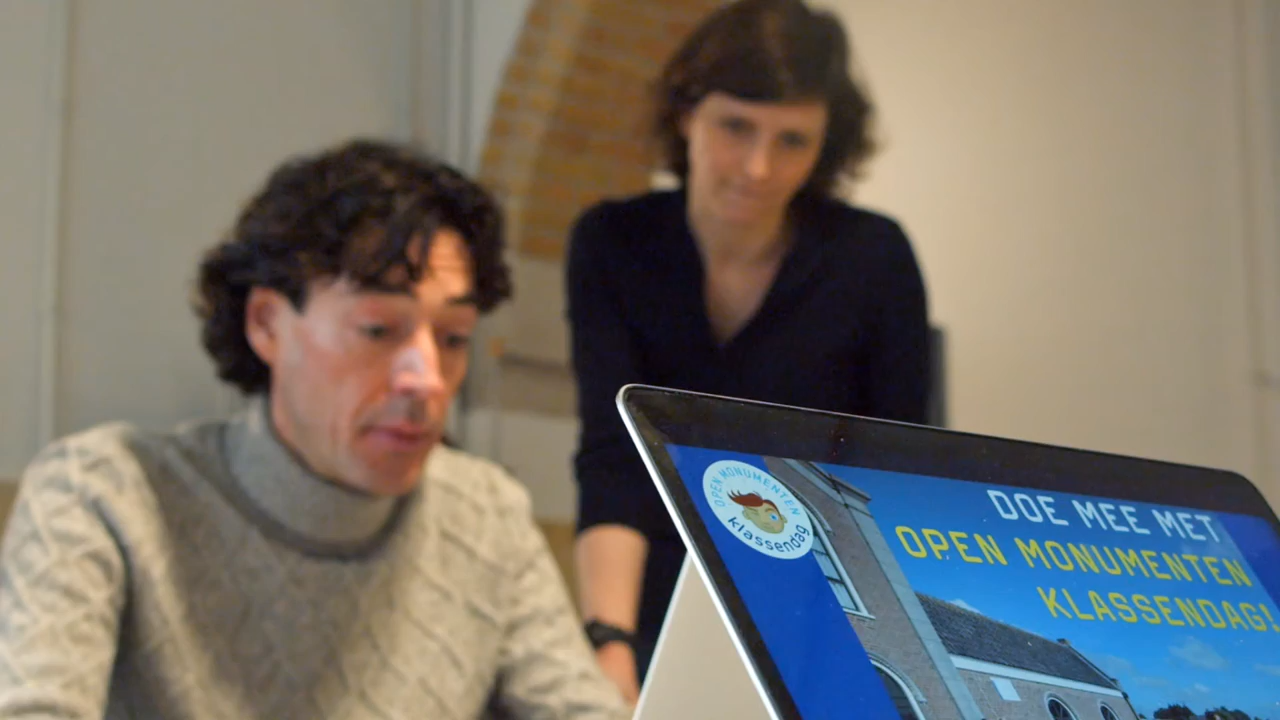 OPEN MONUMENTEN
klassendag
DOE MEE MET
OPEN MONUMENTEN
KLASSENDAG!